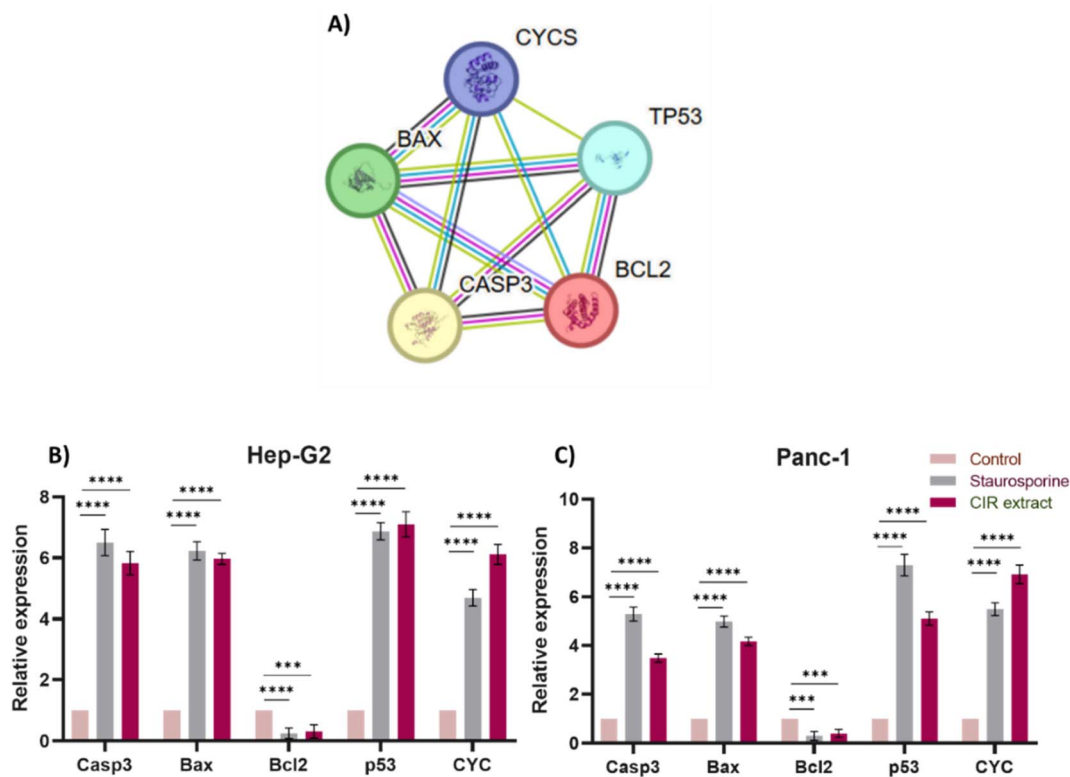 A)
CYCS
TP53
BAX
BCL2
CASP3
B)
Hep-G2
Relative expression
8
6
4
2
0
**** ****
**** ****
*** ****
**** ****
**** ****
Casp3 Bax Bcl2 p53 CYC
C)
Panc-1
Control
Staurosporine
CIR extract
Relative expression
10
8
6
4
2
0
**** ****
**** ****
*** ***
**** ****
**** ****
Casp3 Bax Bcl2 p53 CYC